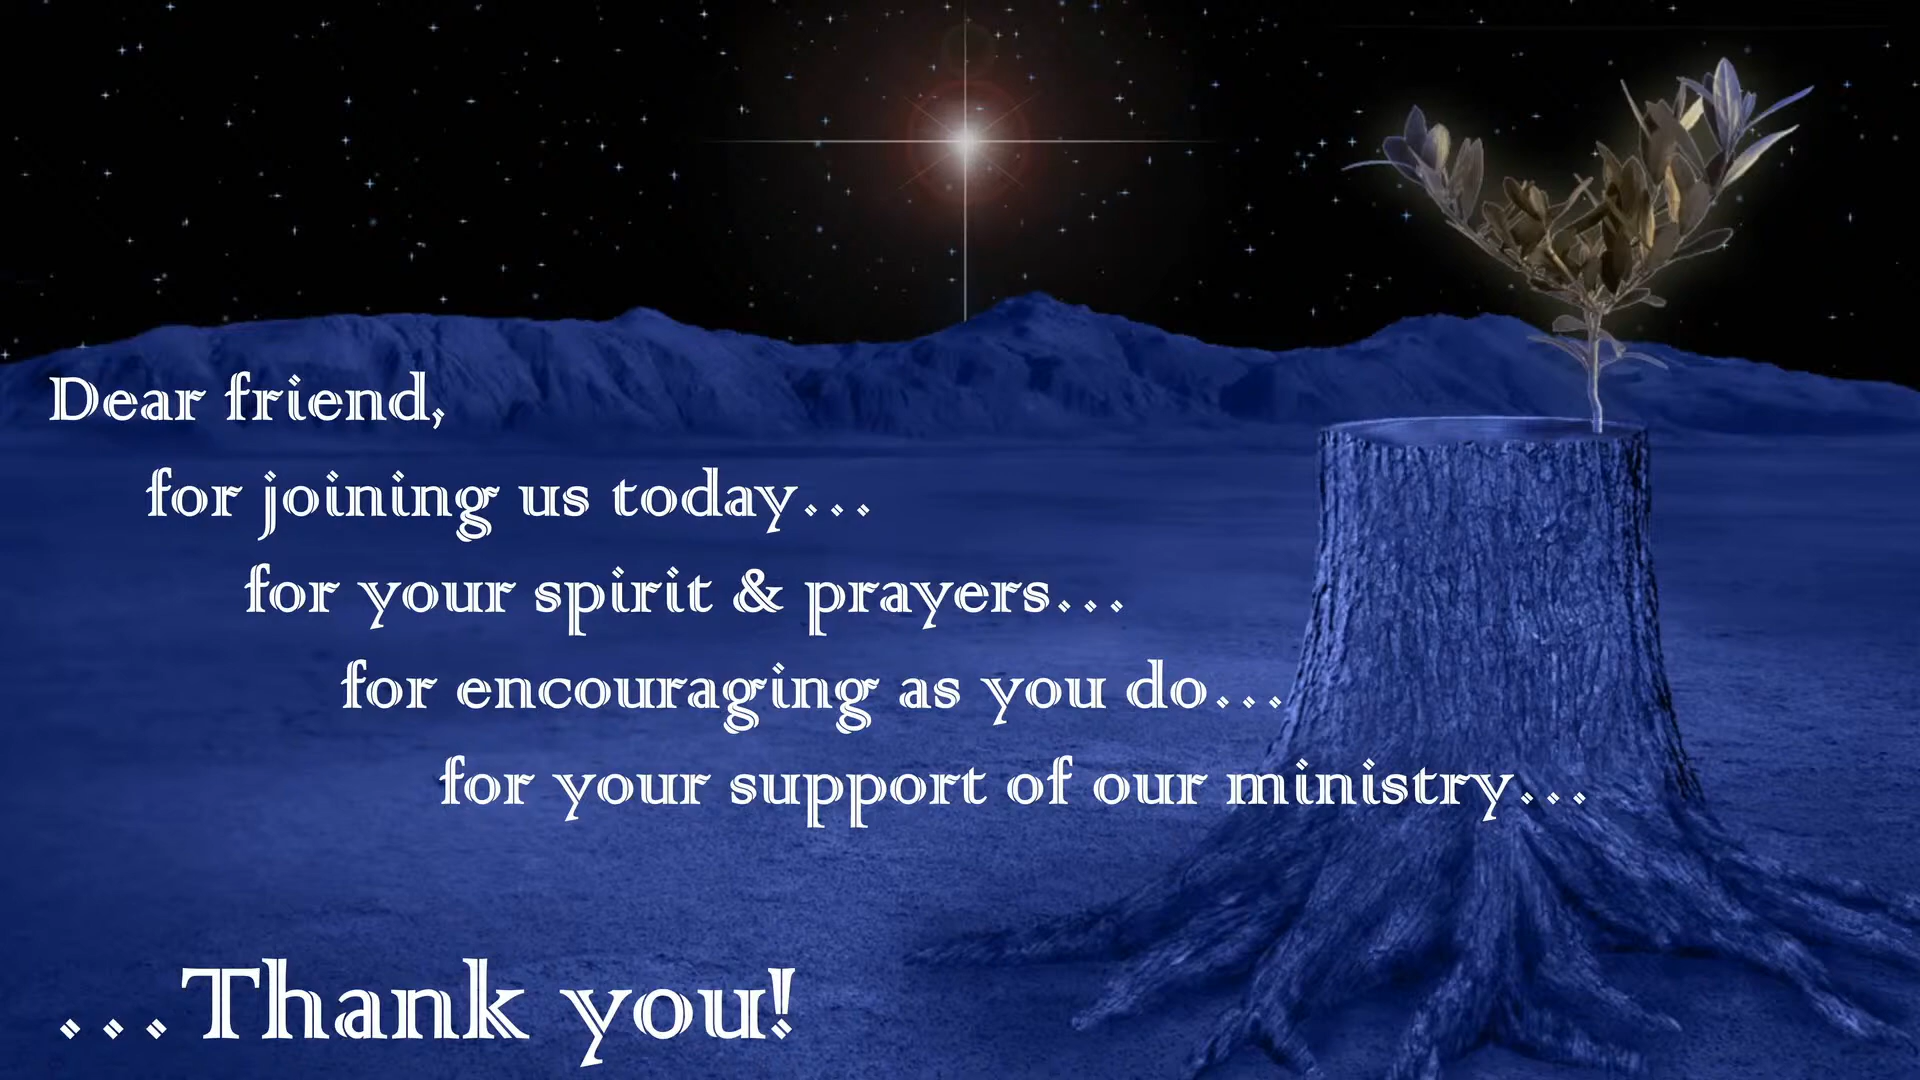 Dear friend,
for joining us today...
for your spirit & prayers...
for encouraging as you do...
for your support of our ministry...
...Thank you!